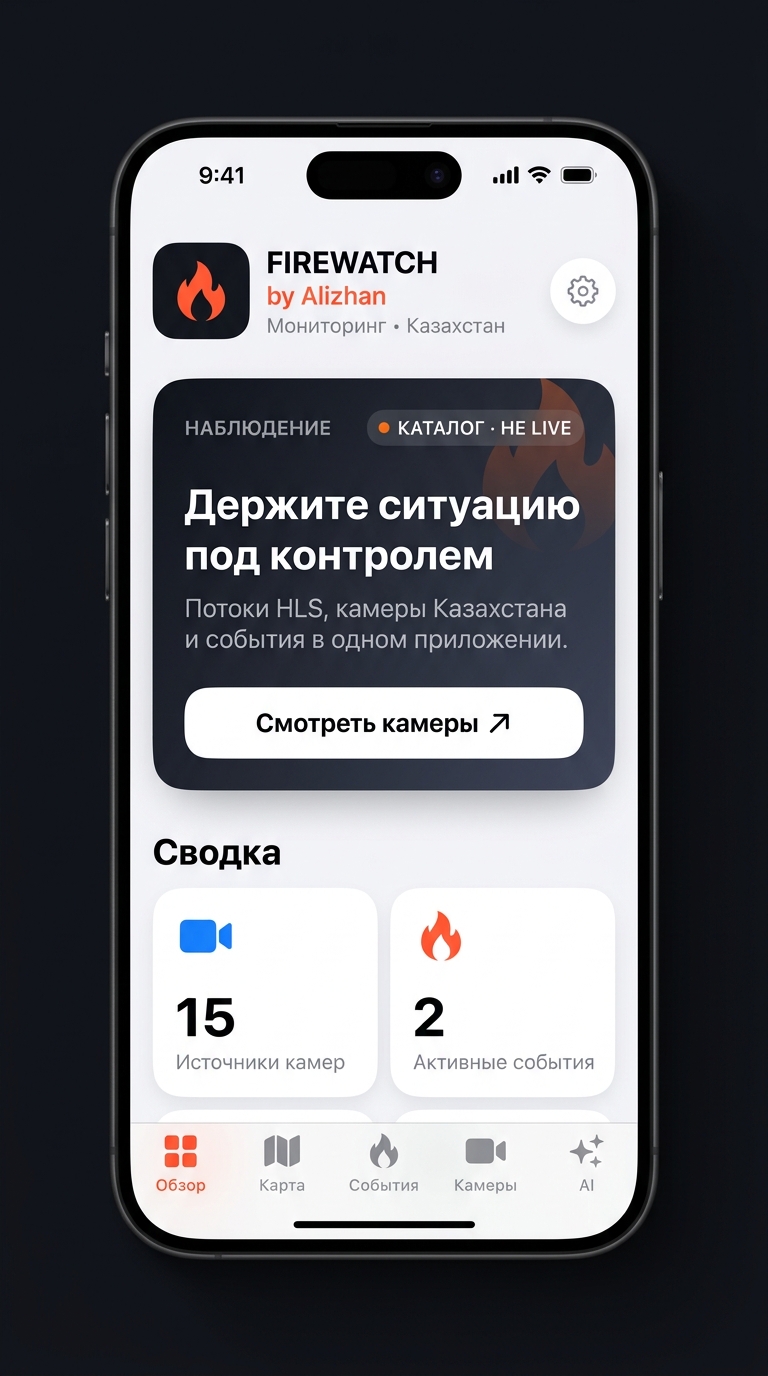 9:41
FIREWATCH
by Alizhan
Мониторинг • Казахстан
НАБЛЮДЕНИЕ
КАТАЛОГ · НЕ LIVE
Держите ситуацию
под контролем
Потоки HLS, камеры Казахстана
и события в одном приложении.
Смотреть камеры ↗
Сводка
15
Источники камер
2
Активные события
Обзор
Карта
События
Камеры
AI